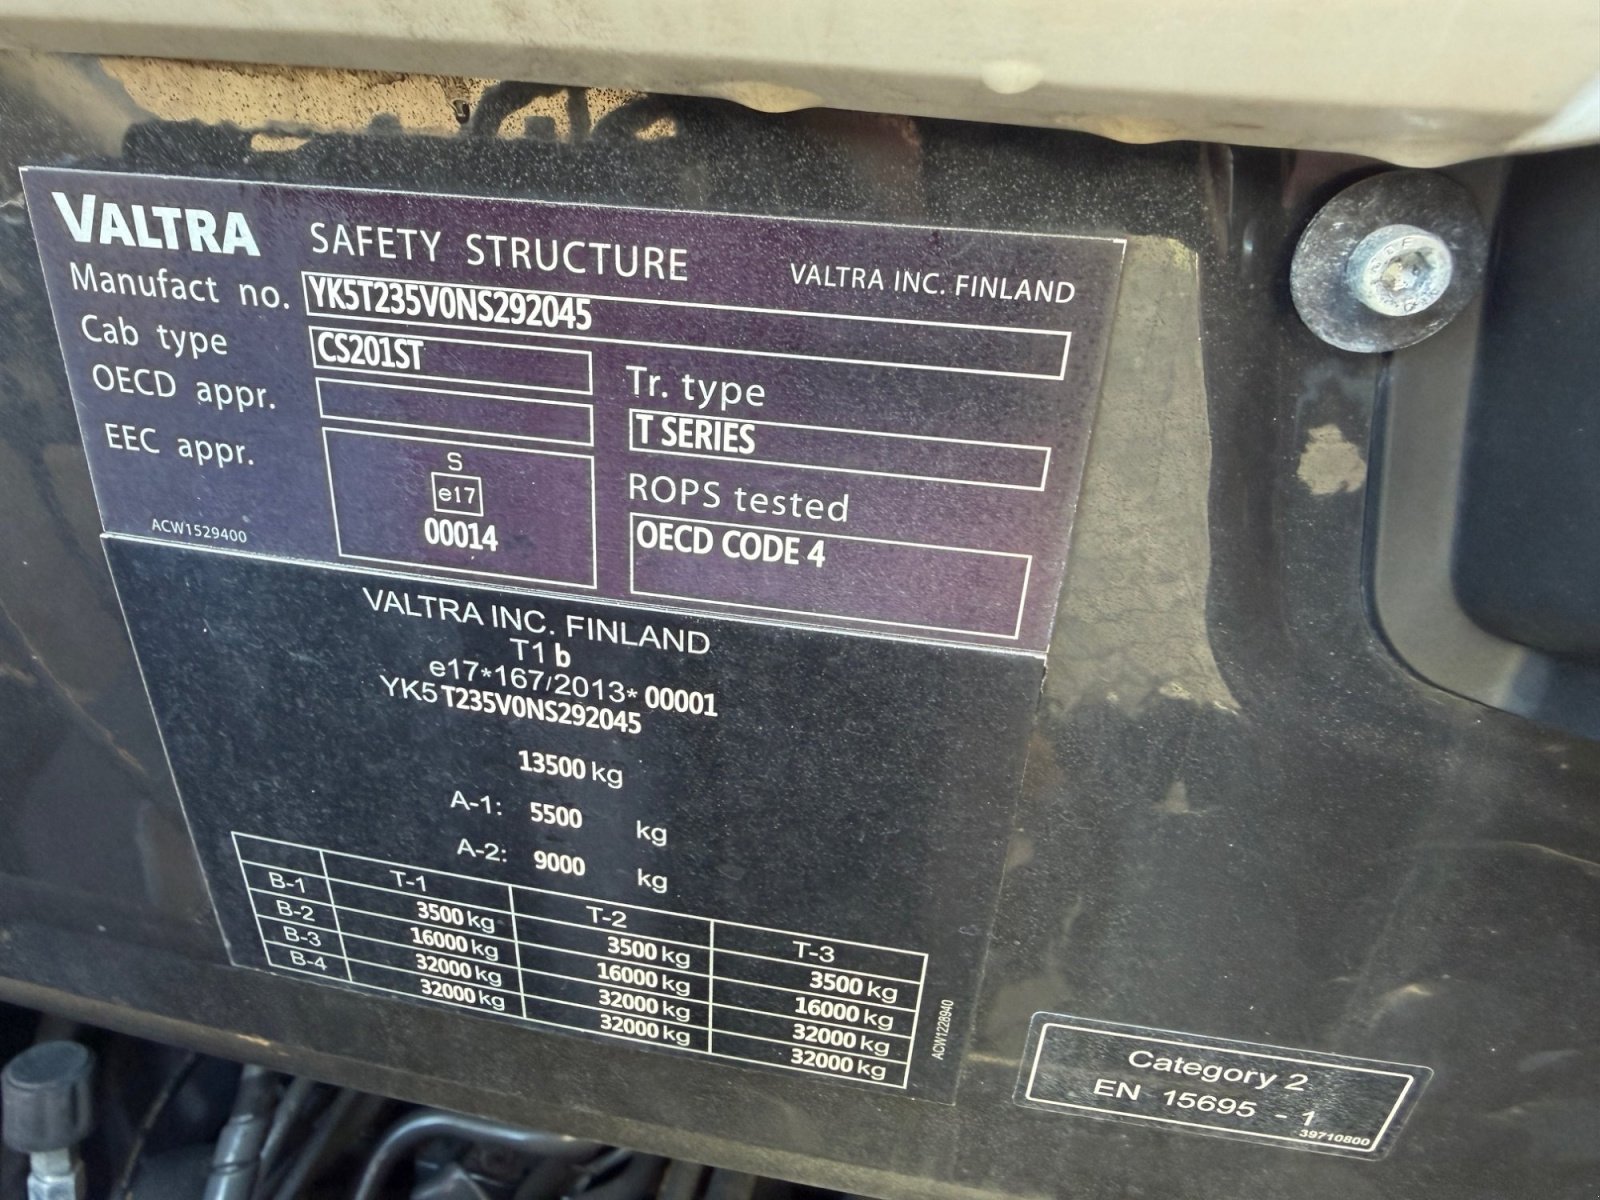 VALTRA SAFETY STRUCTURE VALTRA INC. FINLAND
Manufact no. YK5T235V0NS292045
Cab type CS201ST
OECD appr. Tr. type
T SERIES
EEC appr. S
e17
00014
ROPS tested
OECD CODE 4
ACW1529400
VALTRA INC. FINLAND
T1 b
e17*167/2013* 00001
YK5 T235V0NS292045
13500 kg
A-1: 5500 kg
A-2: 9000 kg
T-1 T-2 T-3
B-1 3500 kg 3500 kg 3500 kg
B-2 16000 kg 16000 kg 16000 kg
B-3 32000 kg 32000 kg 32000 kg
B-4 32000 kg 32000 kg 32000 kg
ACW1228940
Category 2
EN 15695 - 1
39710800